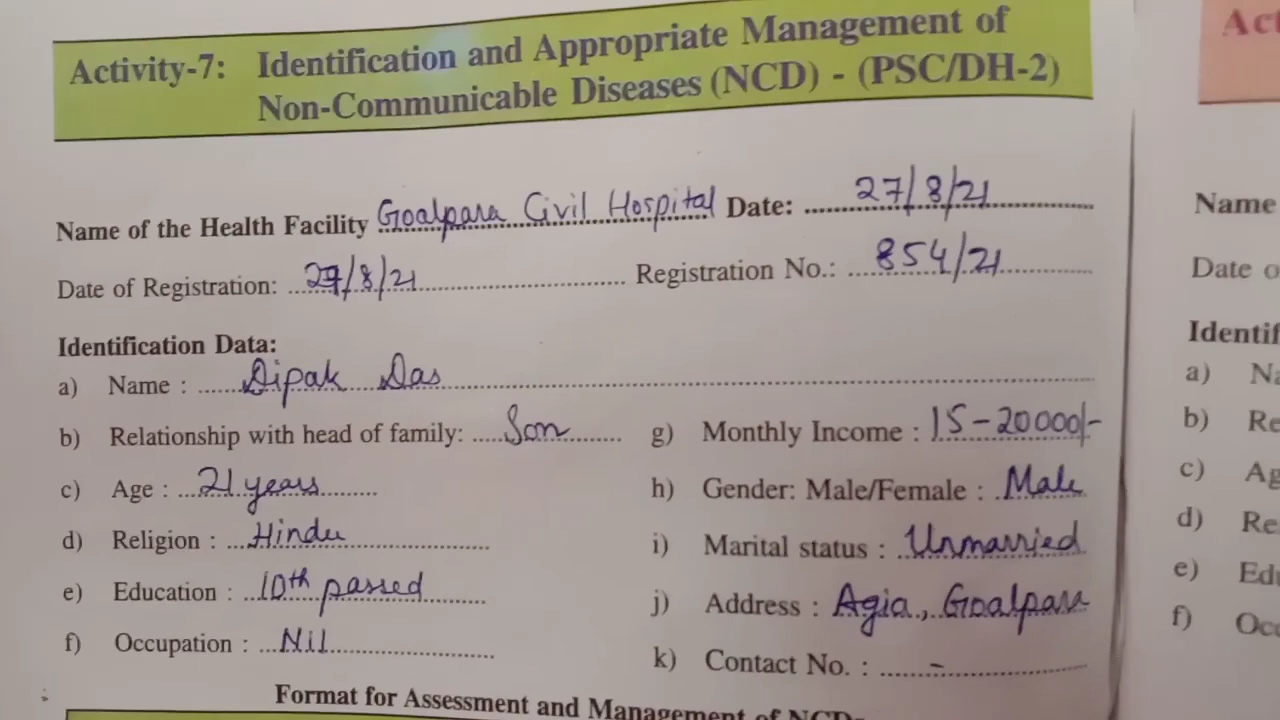 Activity-7: Identification and Appropriate Management of
Non-Communicable Diseases (NCD) - (PSC/DH-2)
Name of the Health Facility Goalpara Civil Hospital Date: 27/8/21
Date of Registration: 27/8/21 Registration No.: 854/21
Identification Data:
a) Name : Dipak Das
b) Relationship with head of family: Son
g) Monthly Income : 15-20000/-
c) Age : 21 years
h) Gender: Male/Female : Male
d) Religion : Hindu
i) Marital status : Unmarried
e) Education : 10th passed
j) Address : Agia, Goalpara
f) Occupation : Nil
k) Contact No. : -
Format for Assessment and Management of NCDs
Name
Date
Identif
a)
b) Re
c) Ag
d) Re
e) Edu
f) Occ